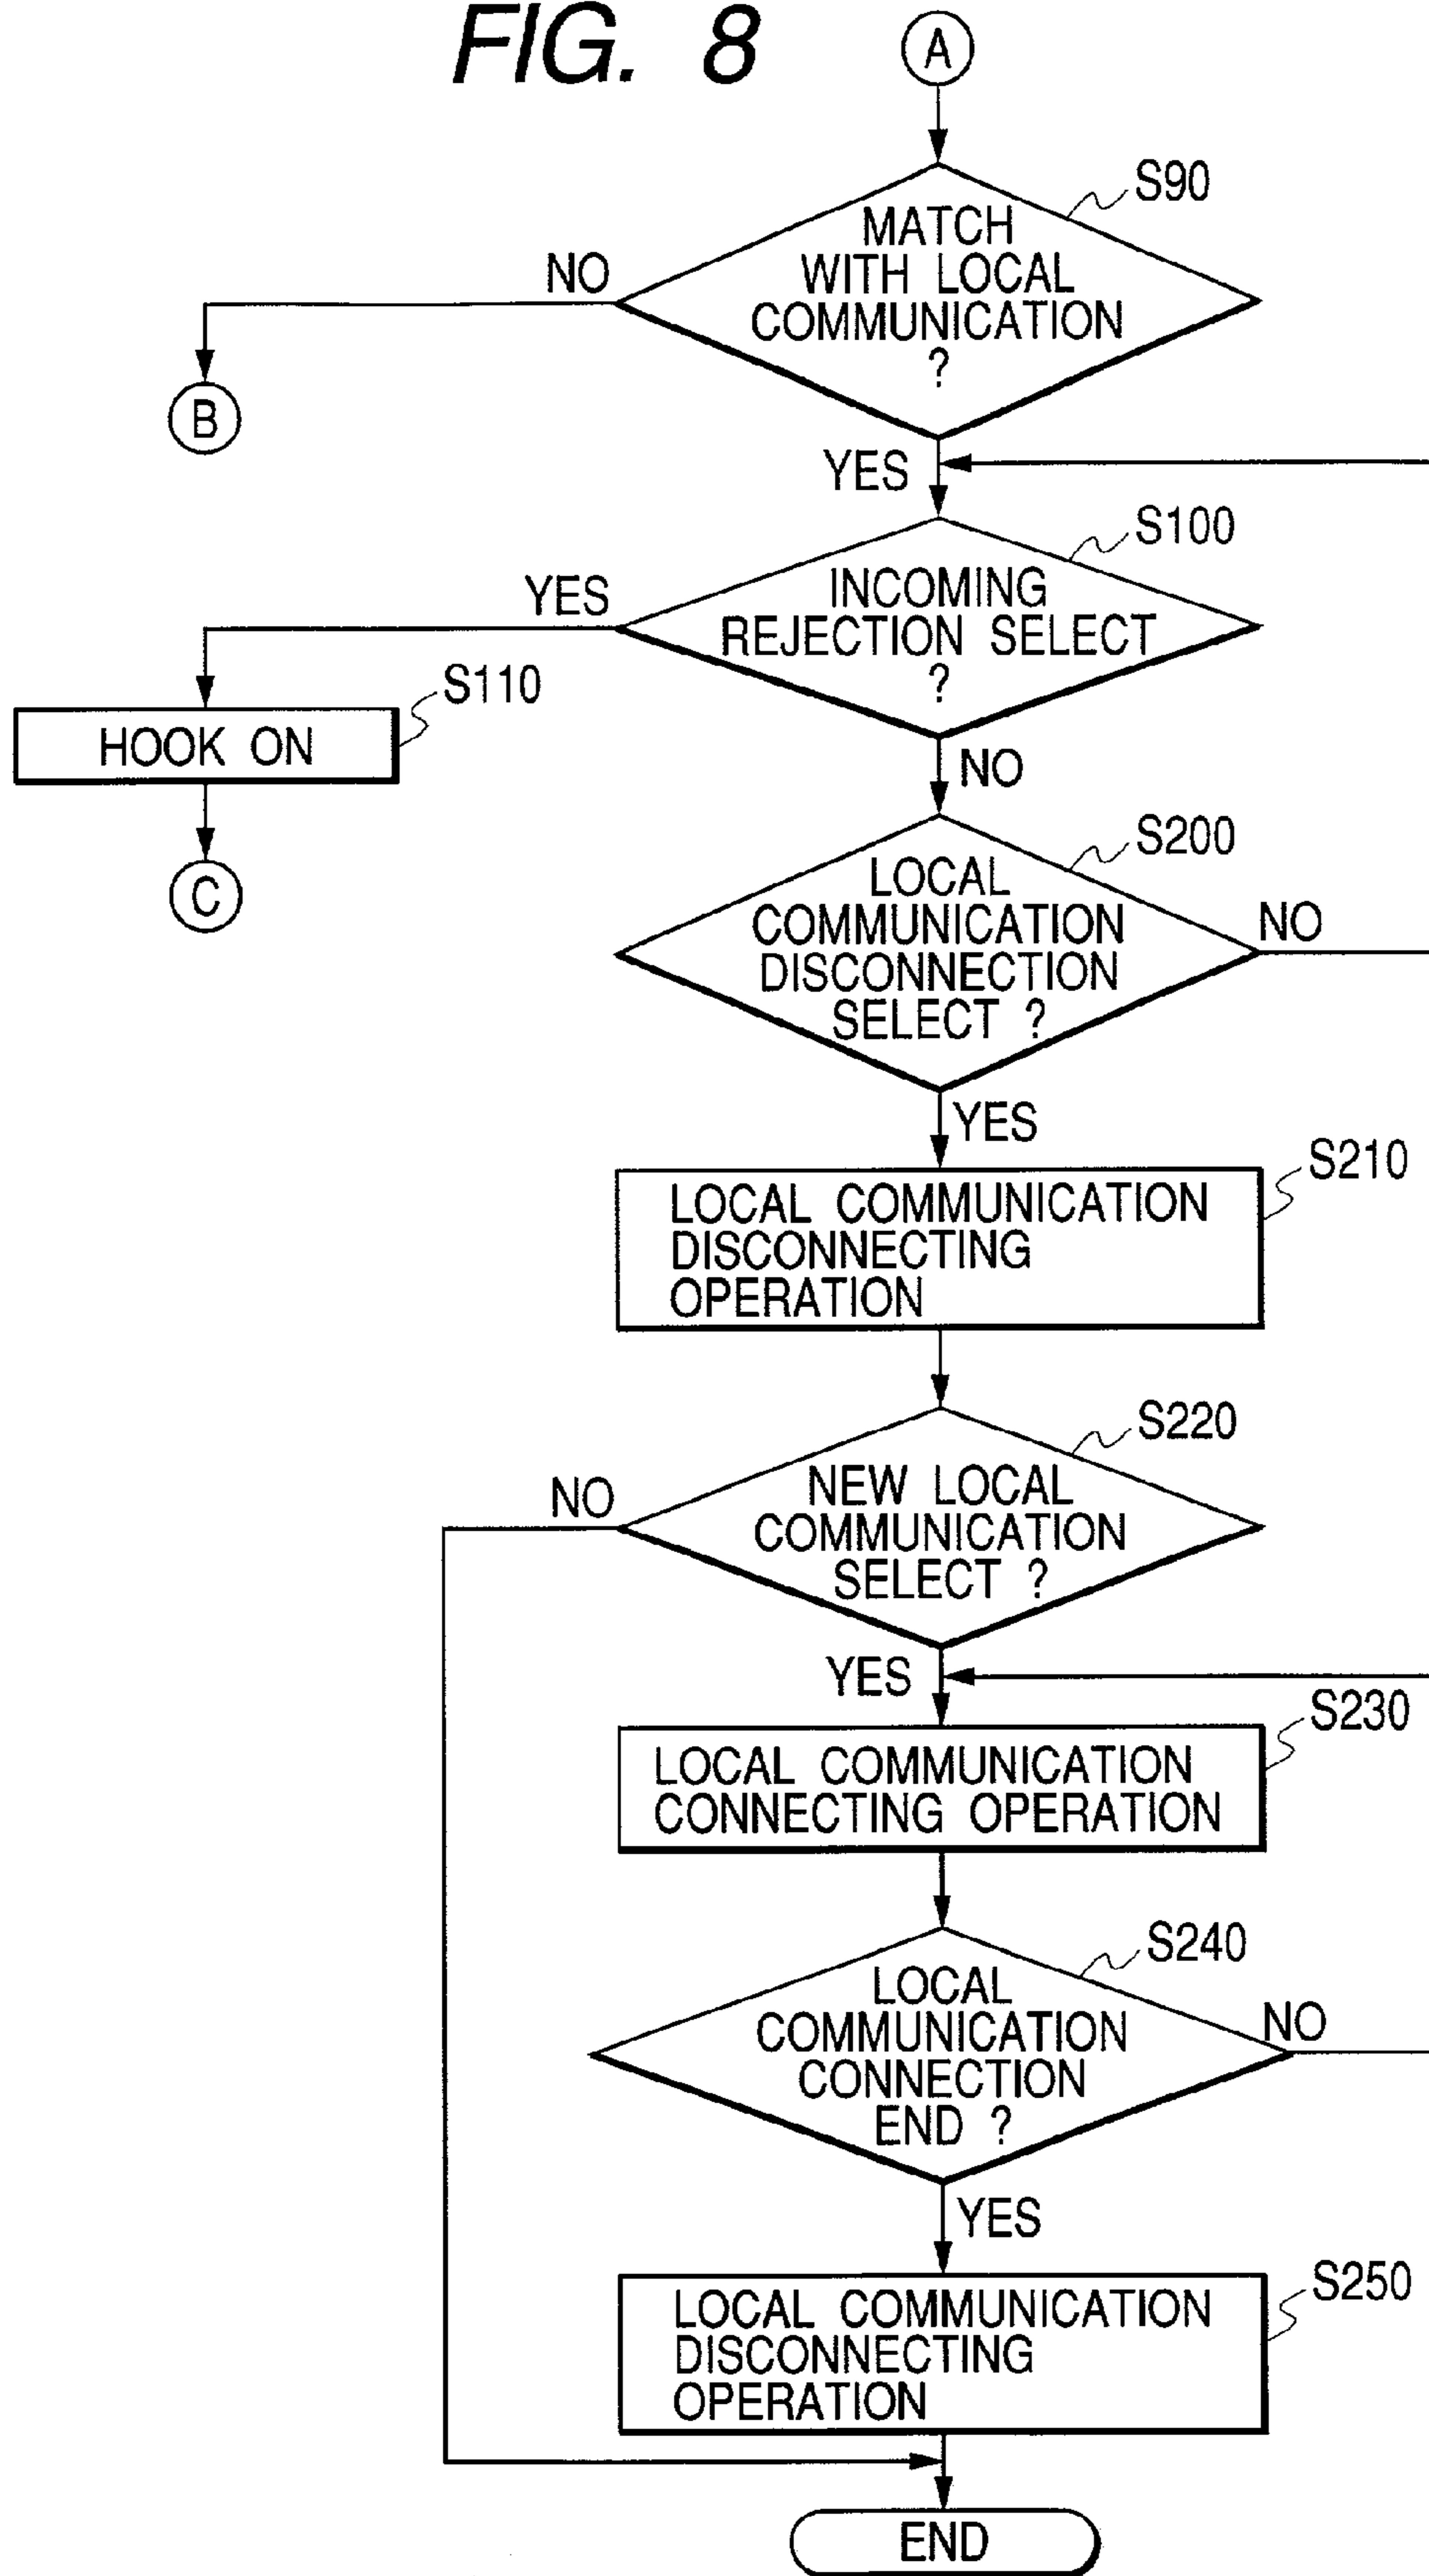 FIG. 8
A
S90
MATCH
WITH LOCAL
COMMUNICATION
?
NO
B
YES
S100
INCOMING
REJECTION SELECT
?
YES
S110
HOOK ON
C
NO
S200
LOCAL
COMMUNICATION
DISCONNECTION
SELECT ?
NO
YES
S210
LOCAL COMMUNICATION
DISCONNECTING
OPERATION
S220
NEW LOCAL
COMMUNICATION
SELECT ?
NO
YES
S230
LOCAL COMMUNICATION
CONNECTING OPERATION
S240
LOCAL
COMMUNICATION
CONNECTION
END ?
NO
YES
S250
LOCAL COMMUNICATION
DISCONNECTING
OPERATION
END